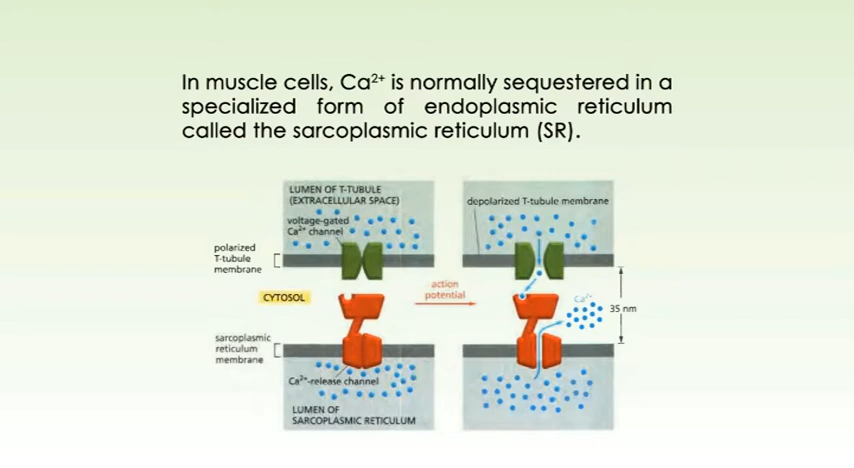 In muscle cells, Ca²⁺ is normally sequestered in a
specialized form of endoplasmic reticulum
called the sarcoplasmic reticulum (SR).
LUMEN OF T-TUBULE
(EXTRACELLULAR SPACE)
voltage-gated
Ca²⁺ channel
polarized
T-tubule
membrane
CYTOSOL
sarcoplasmic
reticulum
membrane
Ca²⁺-release channel
LUMEN OF
SARCOPLASMIC RETICULUM
action
potential
depolarized T-tubule membrane
Ca²⁺
35 nm